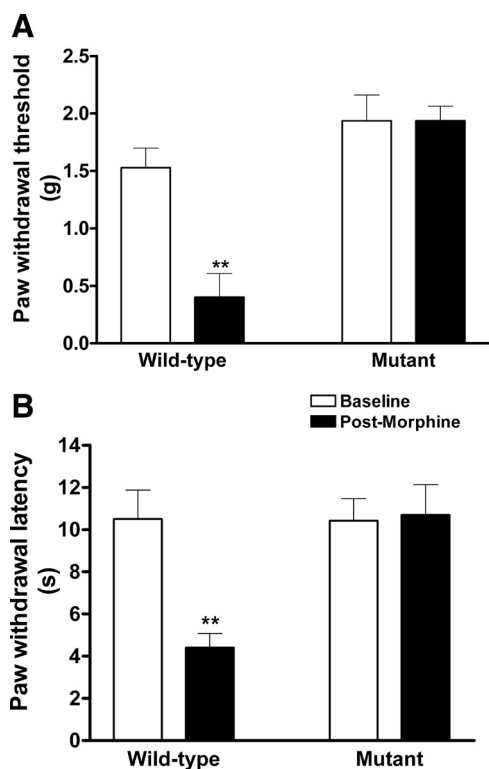 A
Paw withdrawal threshold
(g)
2.5
2.0
1.5
1.0
0.5
0.0
**
Wild-type
Mutant
B
Baseline
Post-Morphine
Paw withdrawal latency
(s)
14
12
10
8
6
4
2
0
**
Wild-type
Mutant